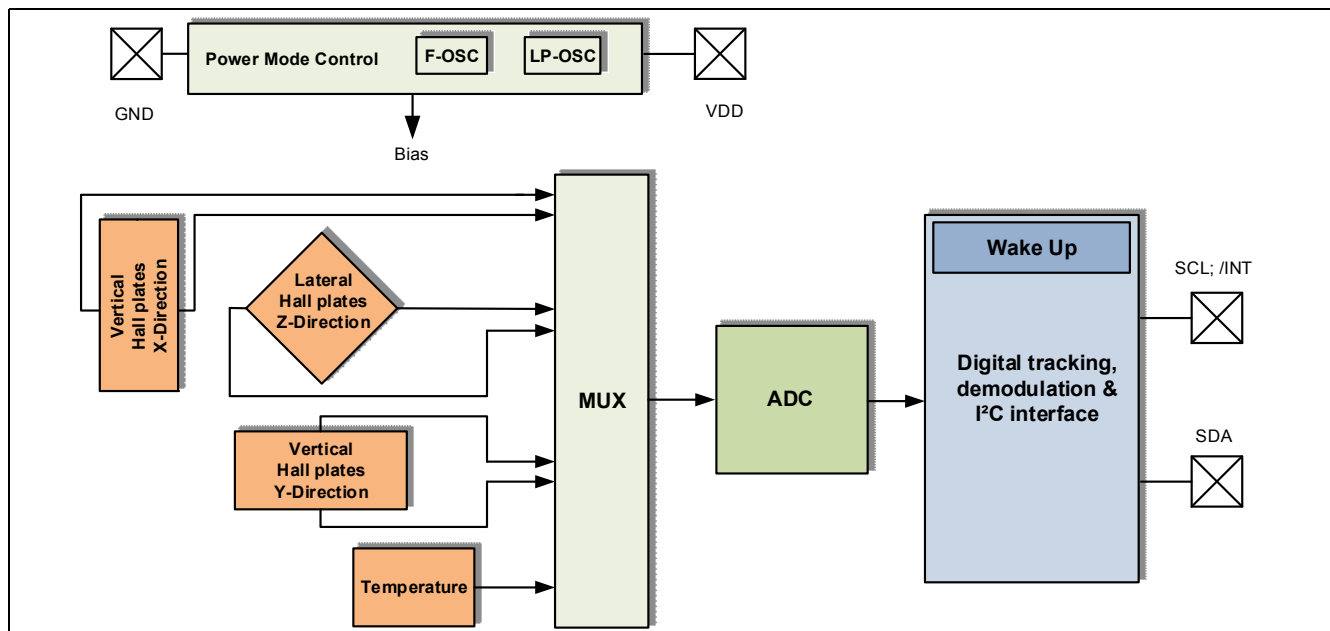 Power Mode Control
F-OSC
LP-OSC
GND
VDD
Bias
Vertical
Hall plates
X-Direction
Lateral
Hall plates
Z-Direction
Vertical
Hall plates
Y-Direction
Temperature
MUX
ADC
Wake Up
Digital tracking,
demodulation &
I²C interface
SCL; /INT
SDA